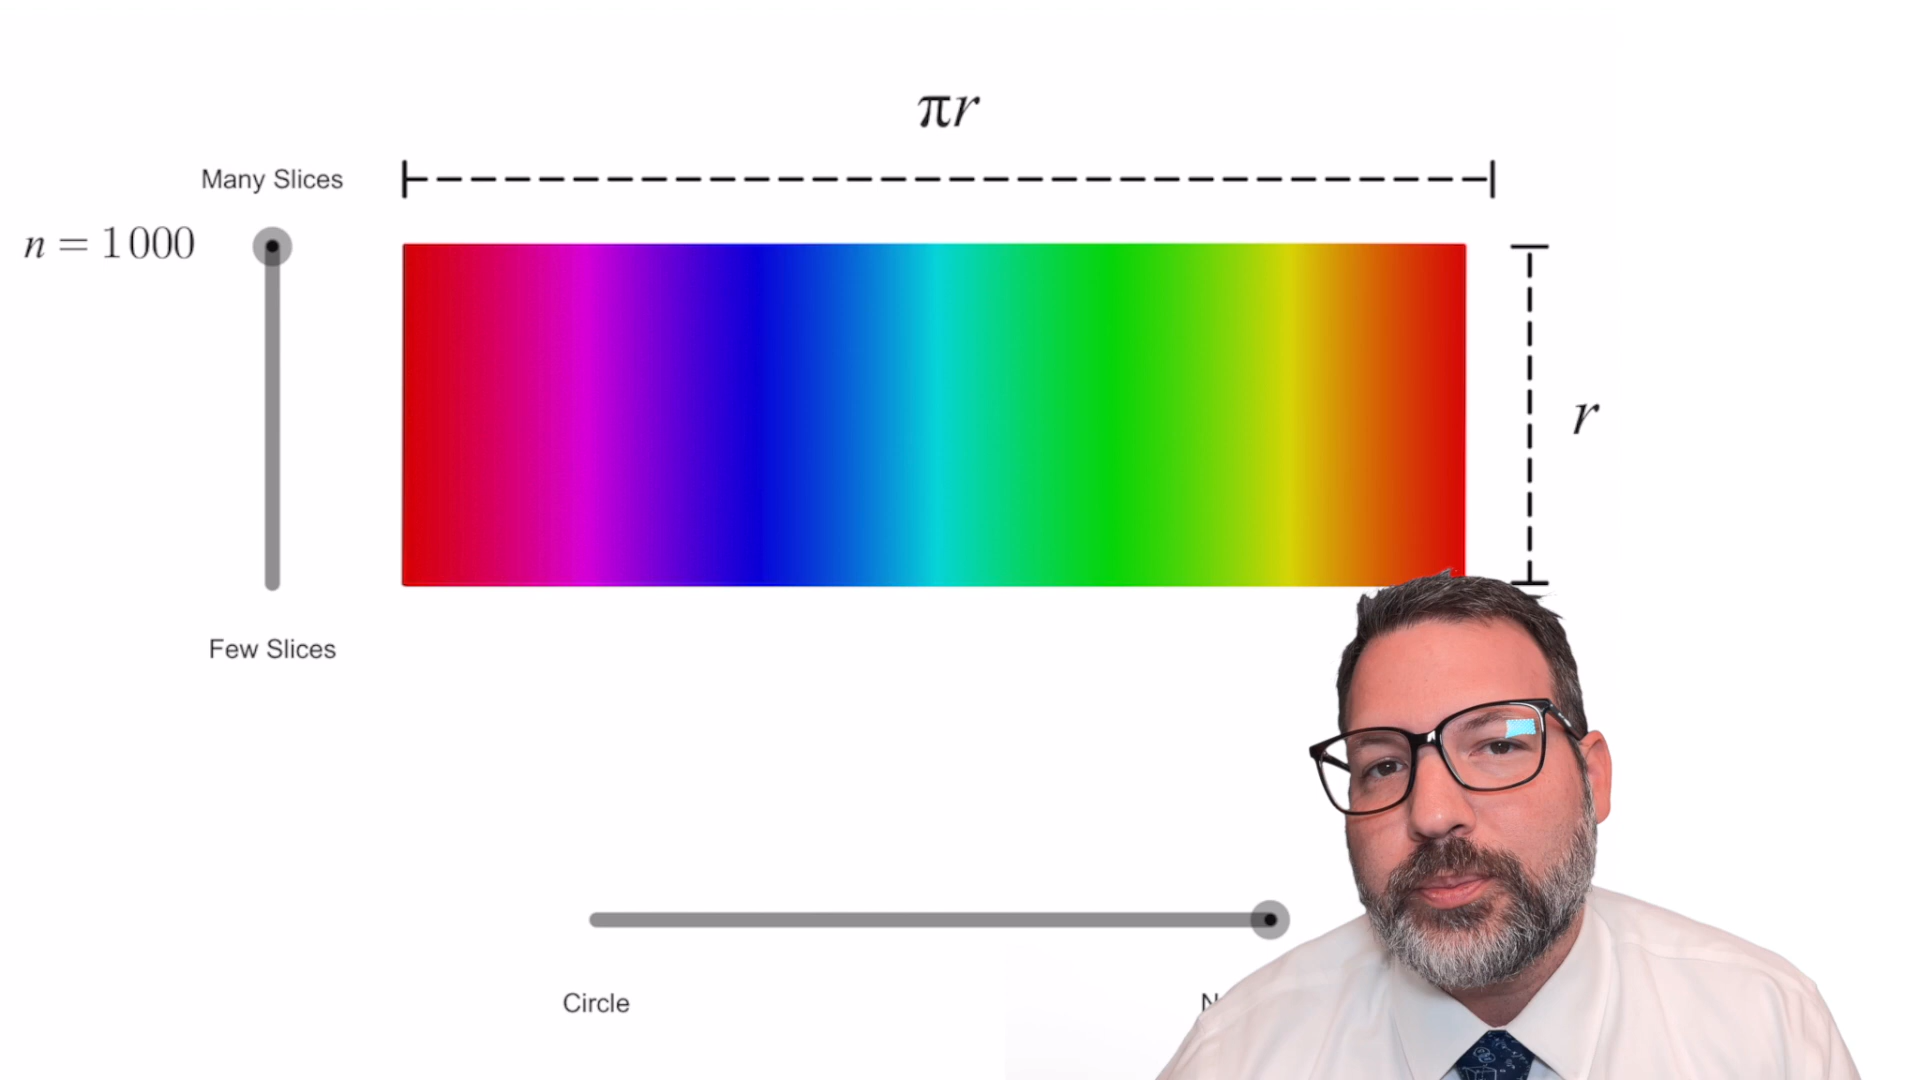 πr
Many Slices
n = 1000
r
Few Slices
Circle